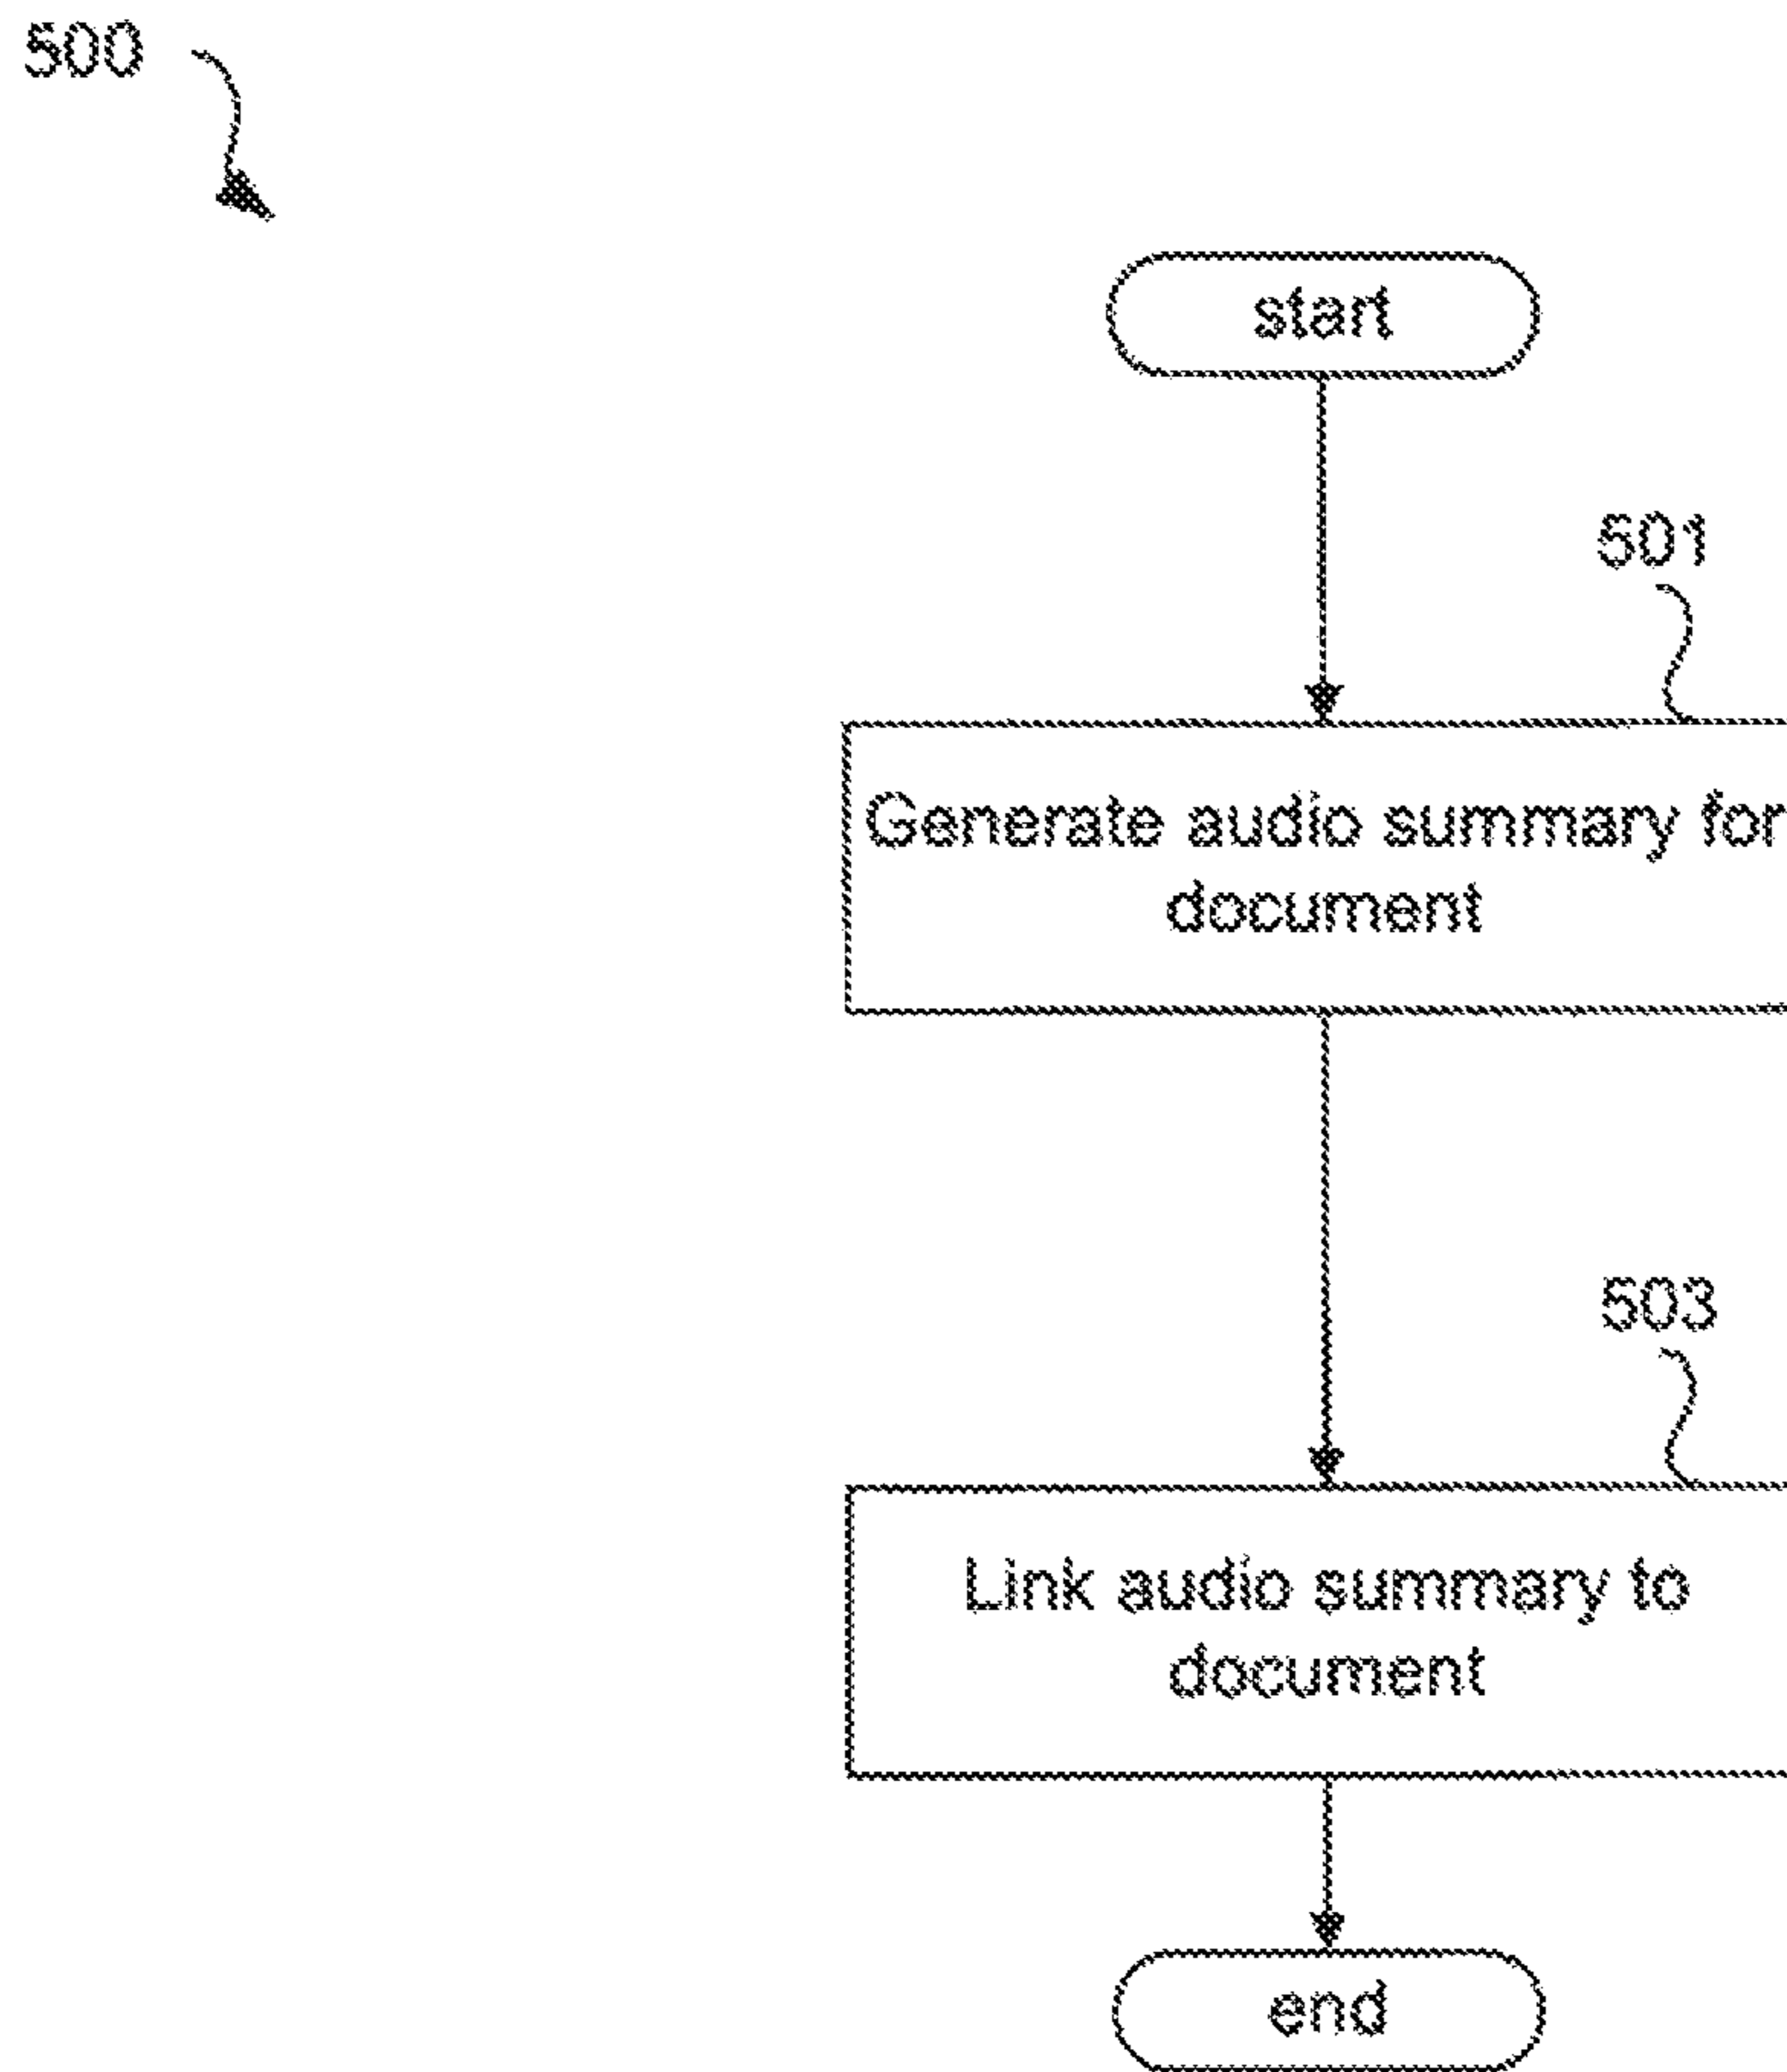 500
start
501
Generate audio summary for
document
503
Link audio summary to
document
end